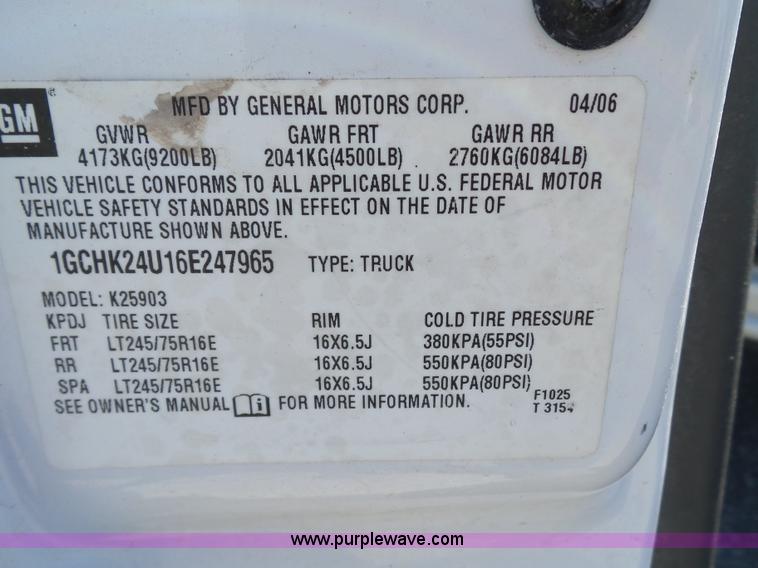 GM® MFD BY GENERAL MOTORS CORP. 04/06
GVWR GAWR FRT GAWR RR
4173KG(9200LB) 2041KG(4500LB) 2760KG(6084LB)
THIS VEHICLE CONFORMS TO ALL APPLICABLE U.S. FEDERAL MOTOR
VEHICLE SAFETY STANDARDS IN EFFECT ON THE DATE OF
MANUFACTURE SHOWN ABOVE.
1GCHK24U16E247965 TYPE: TRUCK
MODEL: K25903
KPDJ TIRE SIZE RIM COLD TIRE PRESSURE
FRT LT245/75R16E 16X6.5J 380KPA(55PSI)
RR LT245/75R16E 16X6.5J 550KPA(80PSI)
SPA LT245/75R16E 16X6.5J 550KPA(80PSI)
SEE OWNER'S MANUAL FOR MORE INFORMATION.
F1025
T 3154
www.purplewave.com